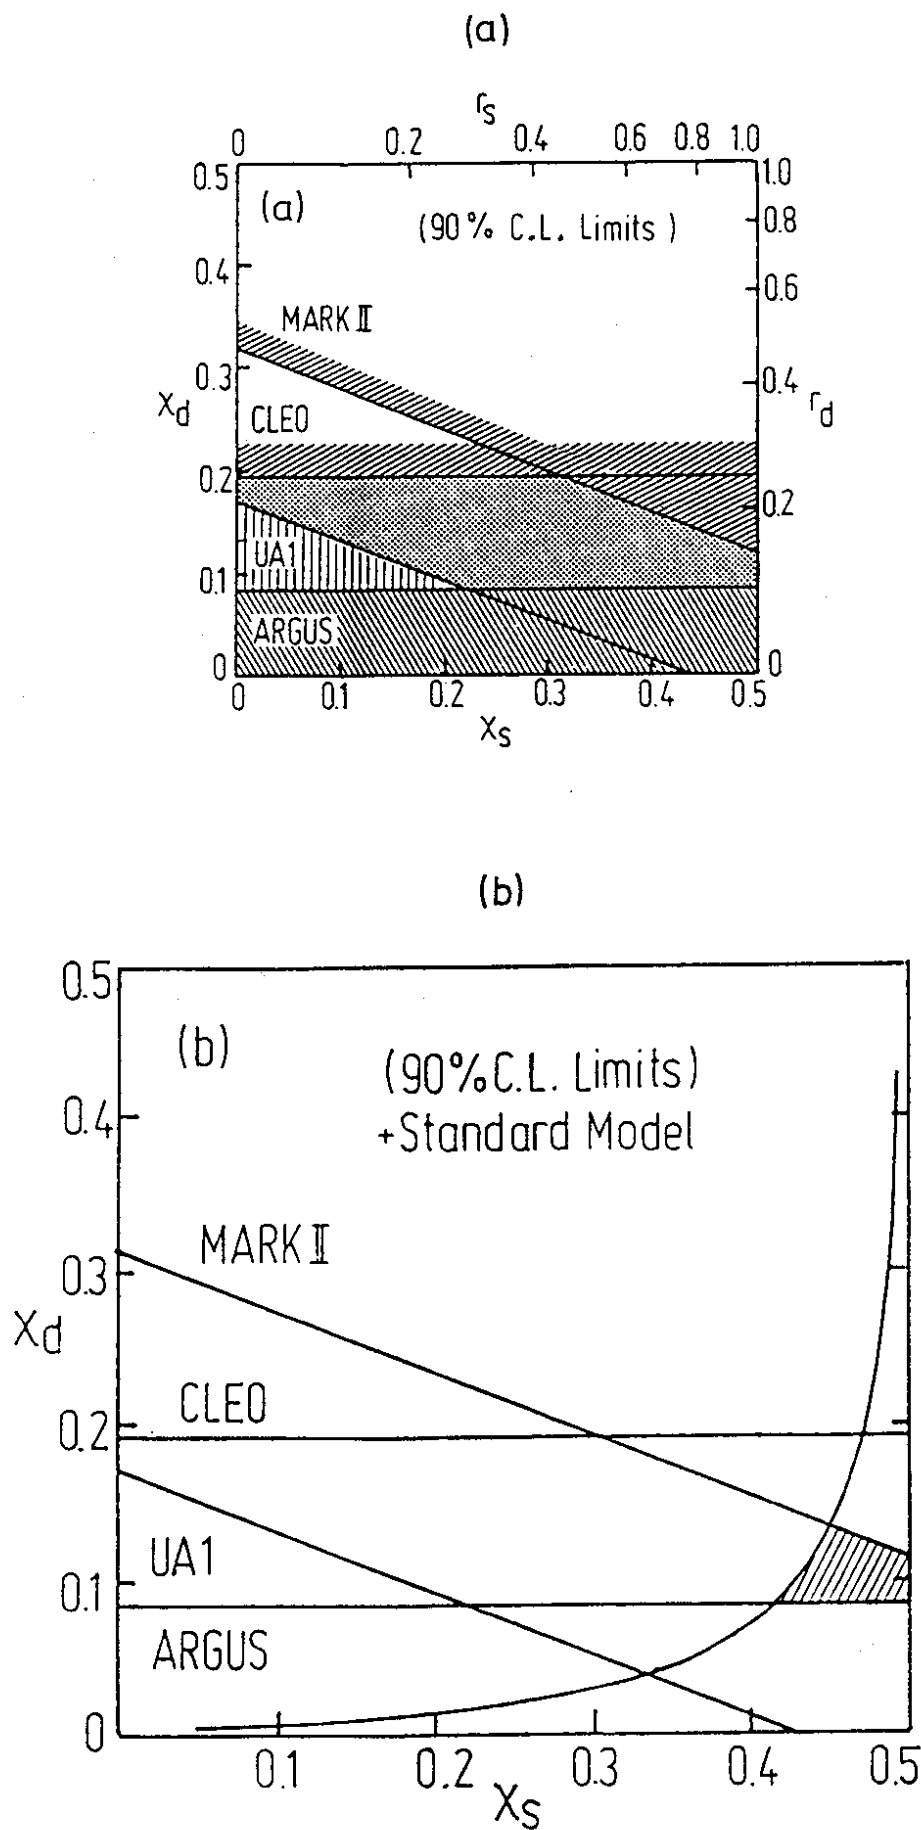 (a)
r_s
0 0.2 0.4 0.6 0.8 1.0
0.5 1.0
(a) (90% C.L. Limits)
0.8
0.4 0.6
MARK II
0.3 0.4
X_d r_d
CLEO
0.2 0.2
UA1
0.1
ARGUS
0 0
0 0.1 0.2 0.3 0.4 0.5
X_s
(b)
0.5
(b) (90% C.L. Limits)
+Standard Model
0.4
MARK II
0.3
X_d
CLEO
0.2
UA1
0.1
ARGUS
0
0.1 0.2 0.3 0.4 0.5
X_s